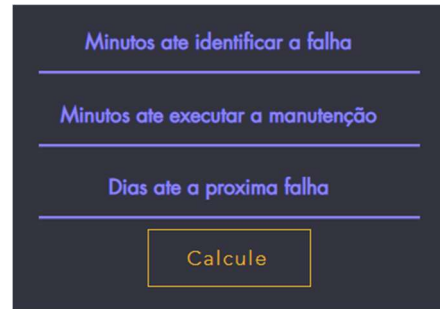 Minutos ate identificar a falha
Minutos ate executar a manutenção
Dias ate a proxima falha
Calcule